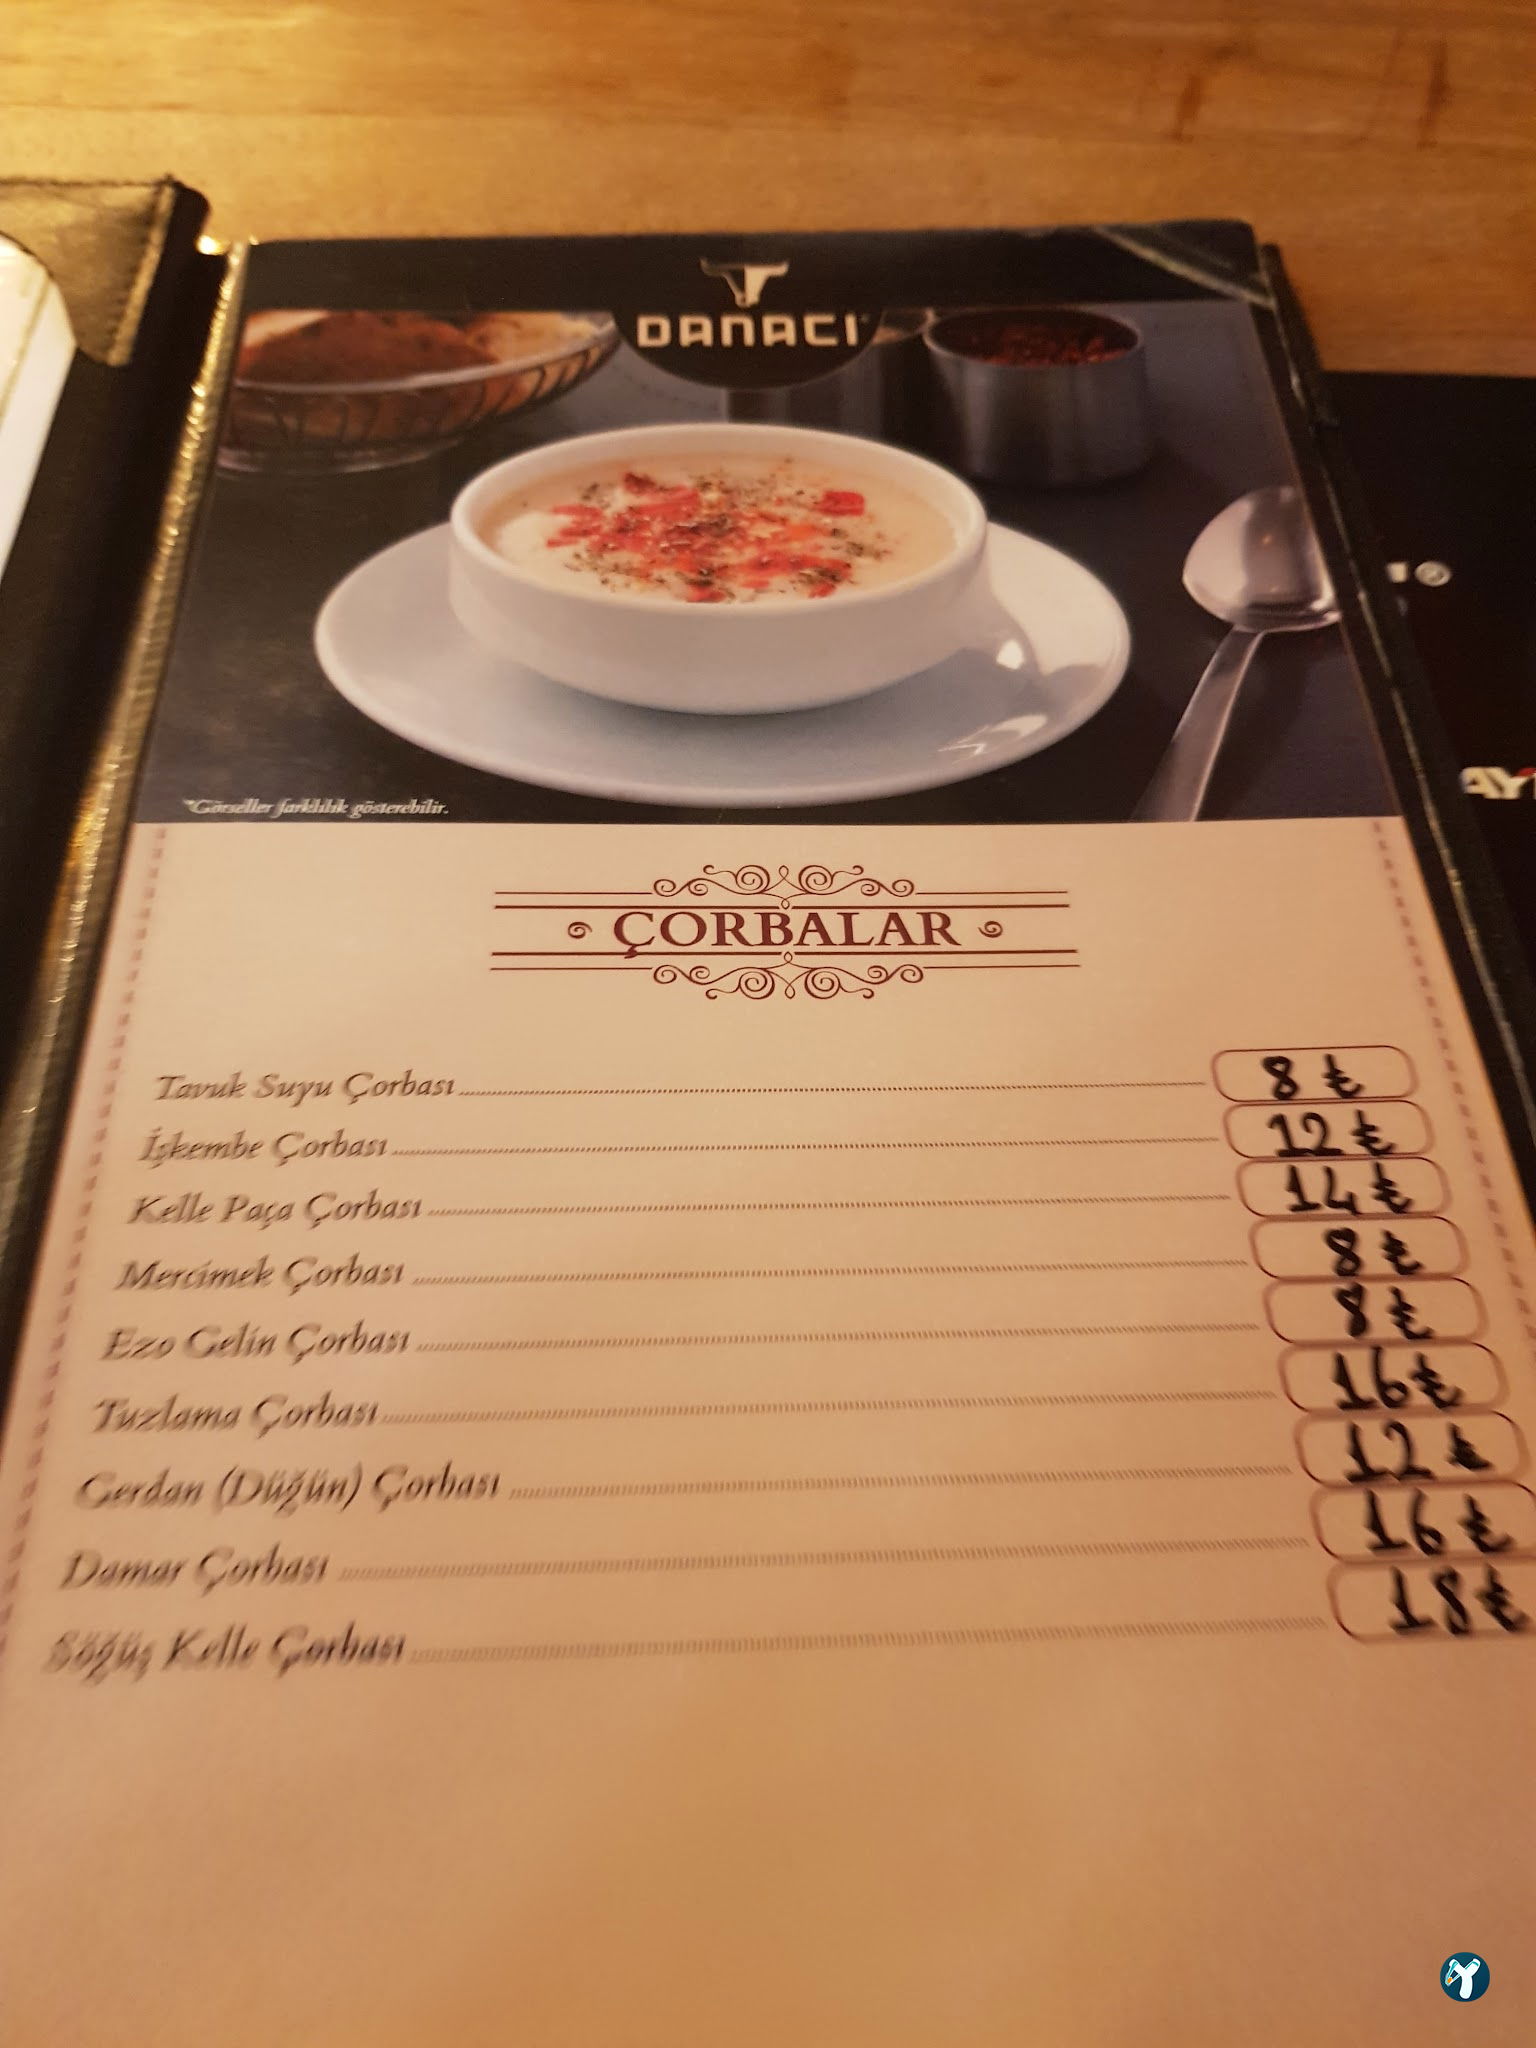 DANACI
*Görseller farklılık gösterebilir.
ÇORBALAR
Tavuk Suyu Çorbası 8 ₺
İşkembe Çorbası 12 ₺
Kelle Paça Çorbası 14 ₺
Mercimek Çorbası 8 ₺
Ezo Gelin Çorbası 8 ₺
Tuzlama Çorbası 16 ₺
Gerdan (Düğün) Çorbası 12 ₺
Damar Çorbası 16 ₺
Söğüş Kelle Çorbası 18 ₺